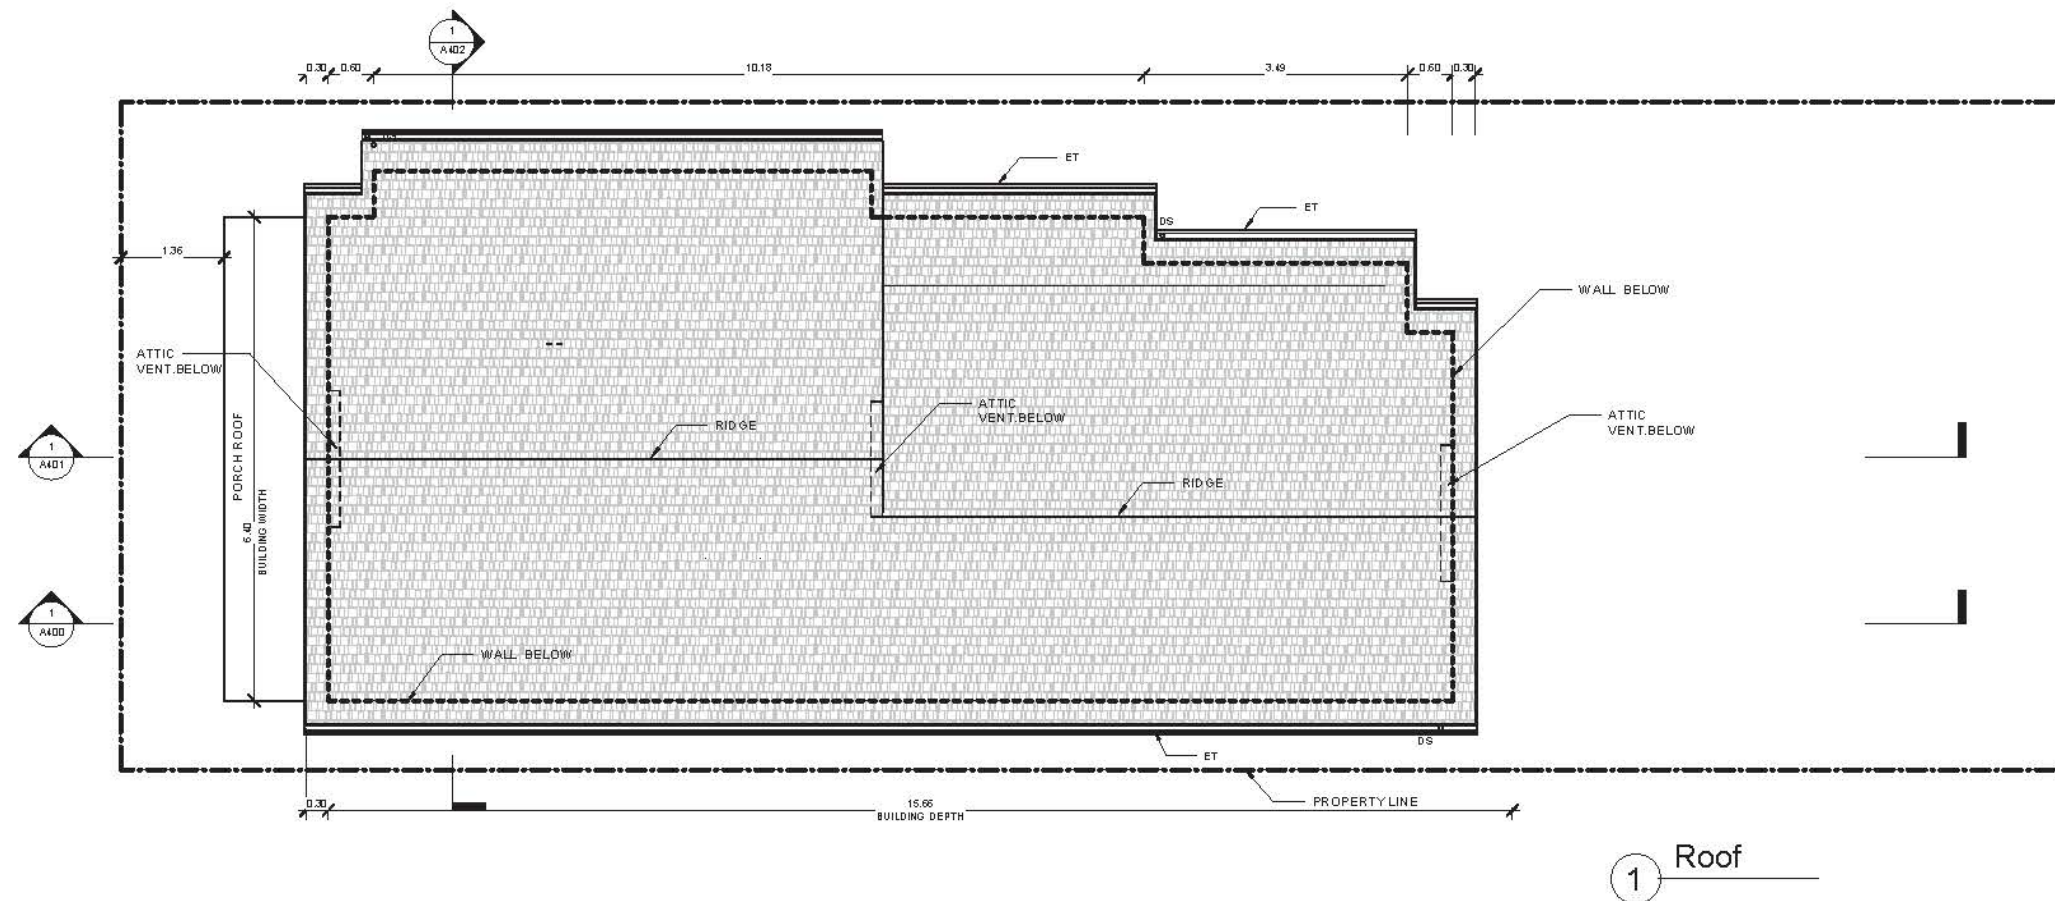 1
A402
0.30 0.60 10.18 3.49 0.60 0.30
ET
ET
DS
1.36
WALL BELOW
ATTIC
VENT.BELOW
ATTIC
VENT.BELOW
ATTIC
VENT.BELOW
RIDGE
PORCH ROOF
1
A401
RIDGE
6.40
BUILDING WIDTH
1
A400
WALL BELOW
DS
ET
PROPERTY LINE
0.30 15.66
BUILDING DEPTH
1 Roof